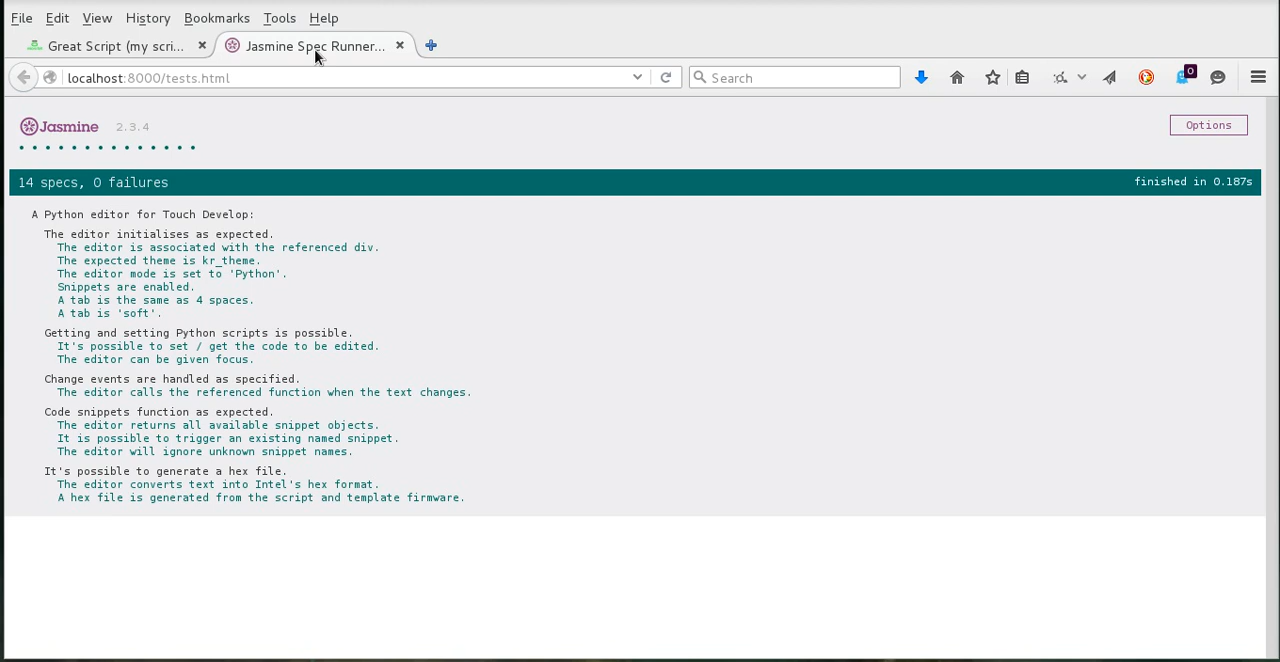 File Edit View History Bookmarks Tools Help
Great Script (my scri... Jasmine Spec Runner...
localhost:8000/tests.html Search 0
Jasmine 2.3.4 Options
14 specs, 0 failures finished in 0.187s
A Python editor for Touch Develop:
The editor initialises as expected.
The editor is associated with the referenced div.
The expected theme is kr_theme.
The editor mode is set to 'Python'.
Snippets are enabled.
A tab is the same as 4 spaces.
A tab is 'soft'.
Getting and setting Python scripts is possible.
It's possible to set / get the code to be edited.
The editor can be given focus.
Change events are handled as specified.
The editor calls the referenced function when the text changes.
Code snippets function as expected.
The editor returns all available snippet objects.
It is possible to trigger an existing named snippet.
The editor will ignore unknown snippet names.
It's possible to generate a hex file.
The editor converts text into Intel's hex format.
A hex file is generated from the script and template firmware.